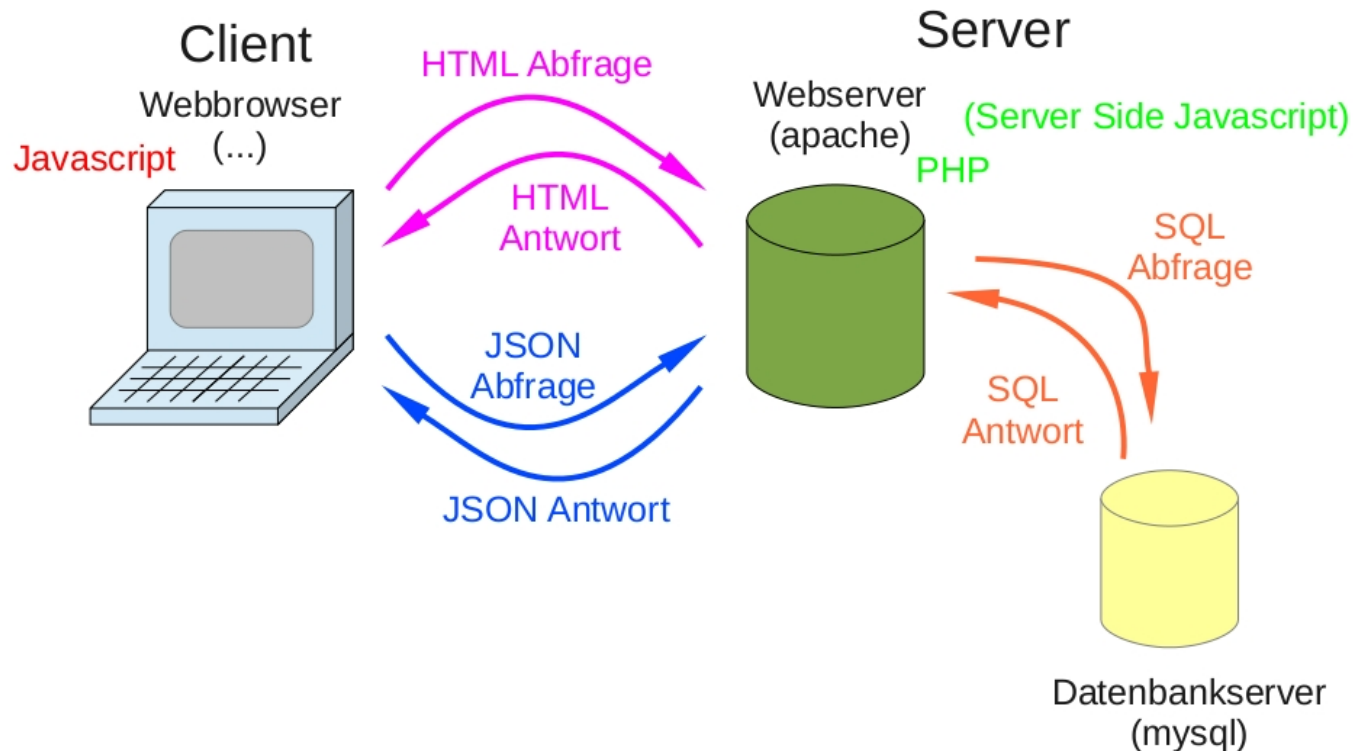 Client
Server
HTML Abfrage
Webbrowser
(...)
Javascript
Webserver
(apache)
(Server Side Javascript)
PHP
HTML
Antwort
SQL
Abfrage
JSON
Abfrage
SQL
Antwort
JSON Antwort
Datenbankserver
(mysql)